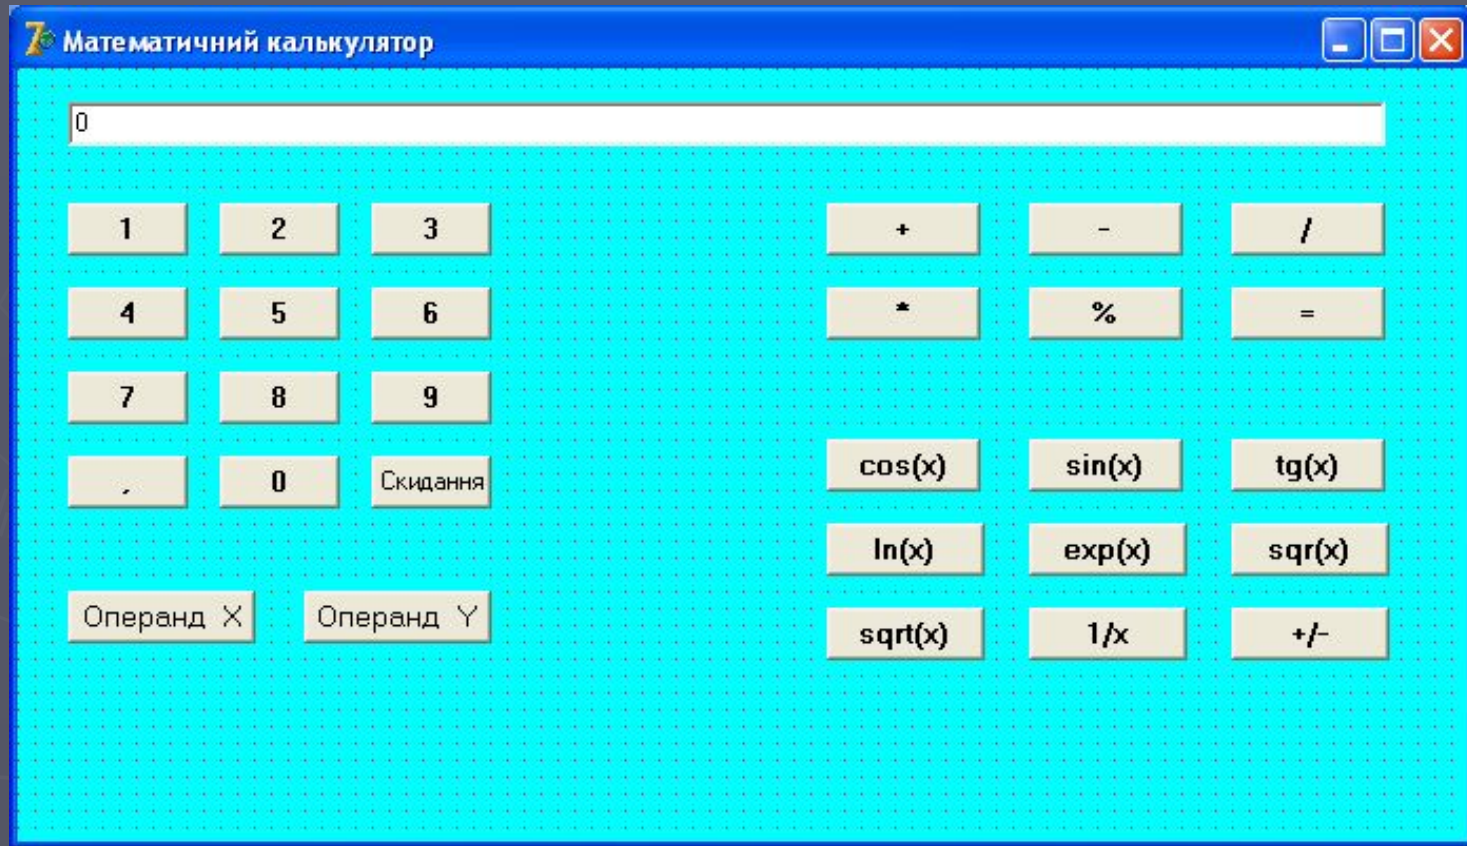 Математичний калькулятор
0
1 2 3 + - /
4 5 6 * % =
7 8 9
, 0 Скидання cos(x) sin(x) tg(x)
ln(x) exp(x) sqr(x)
Операнд X Операнд Y sqrt(x) 1/x +/-